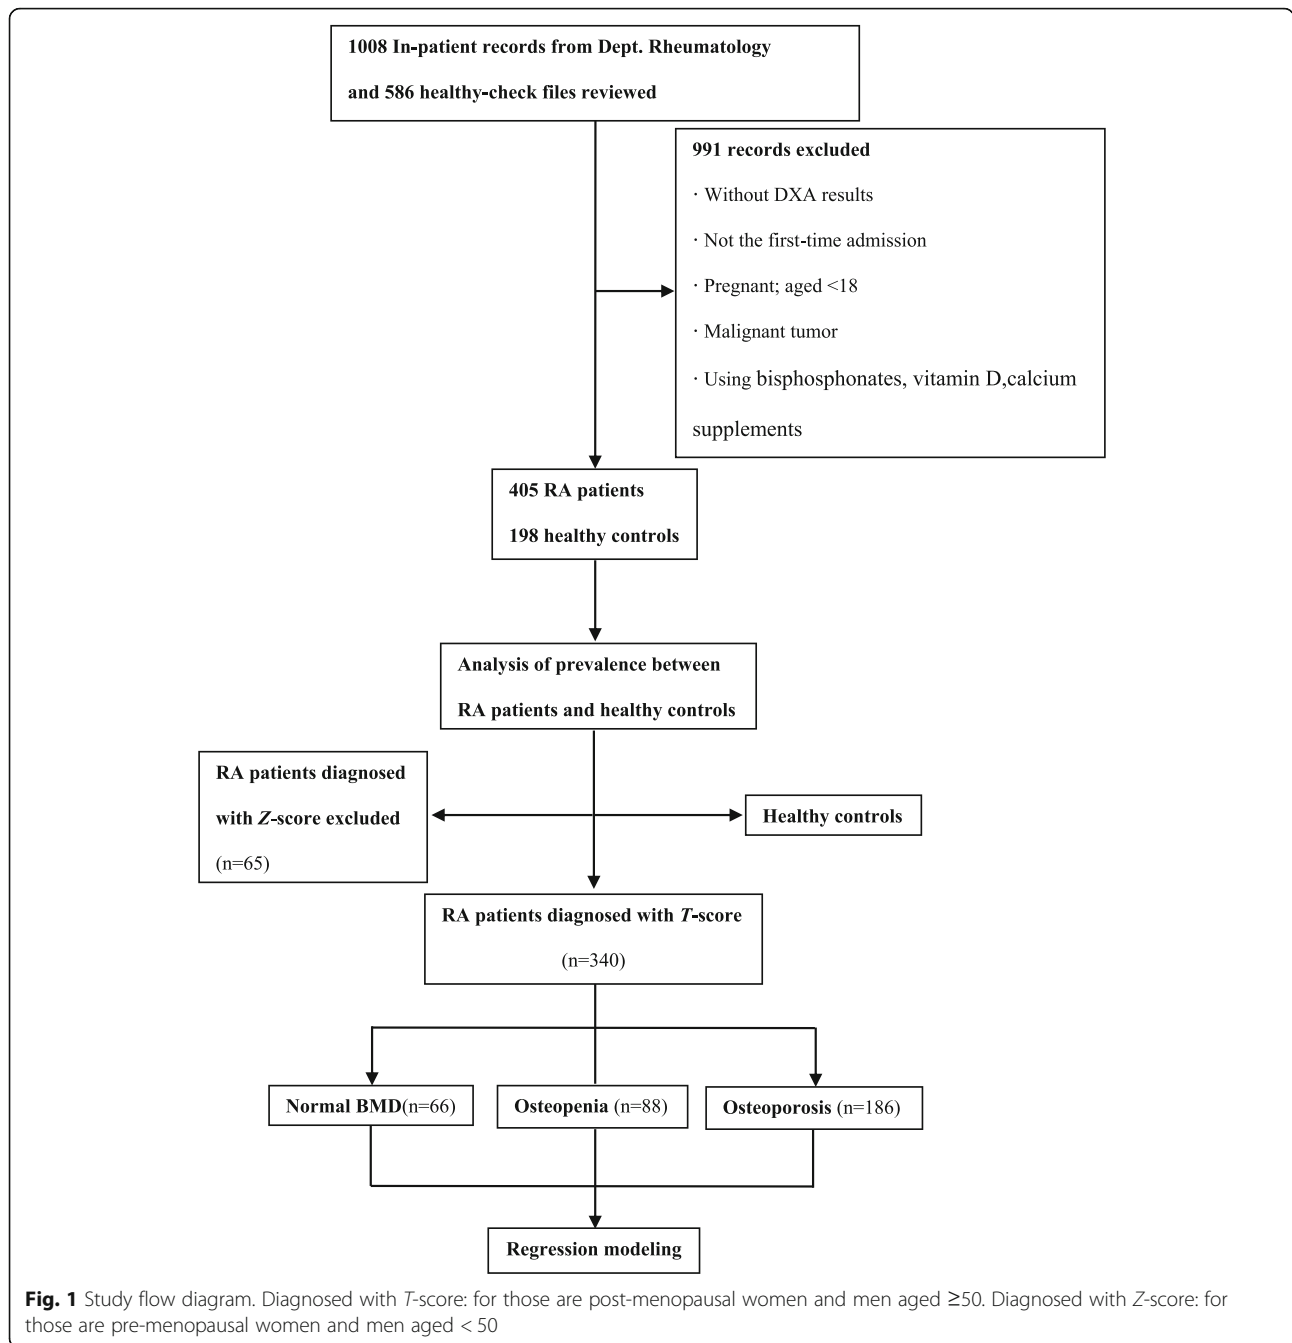 1008 In-patient records from Dept. Rheumatology
and 586 healthy-check files reviewed
991 records excluded
· Without DXA results
· Not the first-time admission
· Pregnant; aged <18
· Malignant tumor
· Using bisphosphonates, vitamin D,calcium
supplements
405 RA patients
198 healthy controls
Analysis of prevalence between
RA patients and healthy controls
RA patients diagnosed
with Z-score excluded
(n=65)
Healthy controls
RA patients diagnosed with T-score
(n=340)
Normal BMD(n=66)
Osteopenia (n=88)
Osteoporosis (n=186)
Regression modeling
Fig. 1 Study flow diagram. Diagnosed with T-score: for those are post-menopausal women and men aged ≥50. Diagnosed with Z-score: for
those are pre-menopausal women and men aged < 50